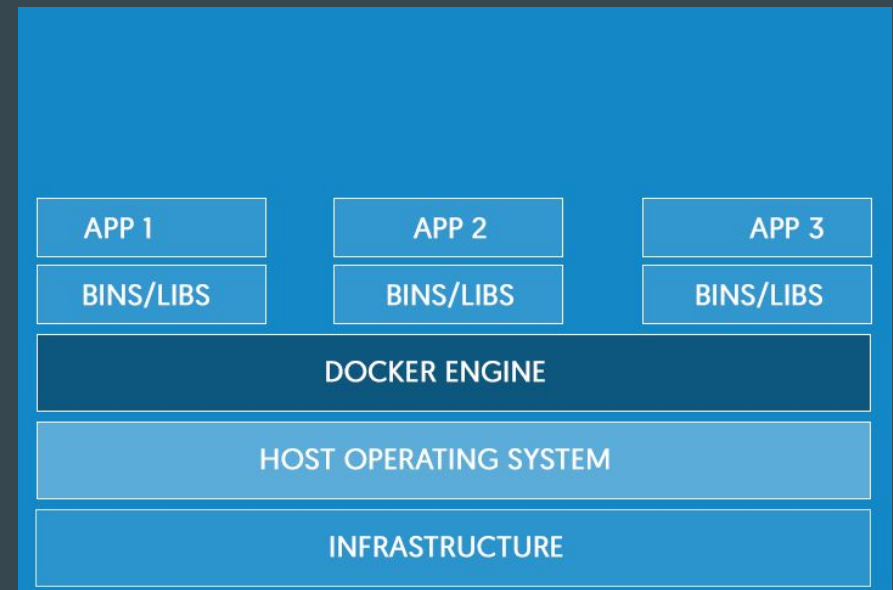 APP 1
APP 2
APP 3
BINS/LIBS
BINS/LIBS
BINS/LIBS
DOCKER ENGINE
HOST OPERATING SYSTEM
INFRASTRUCTURE